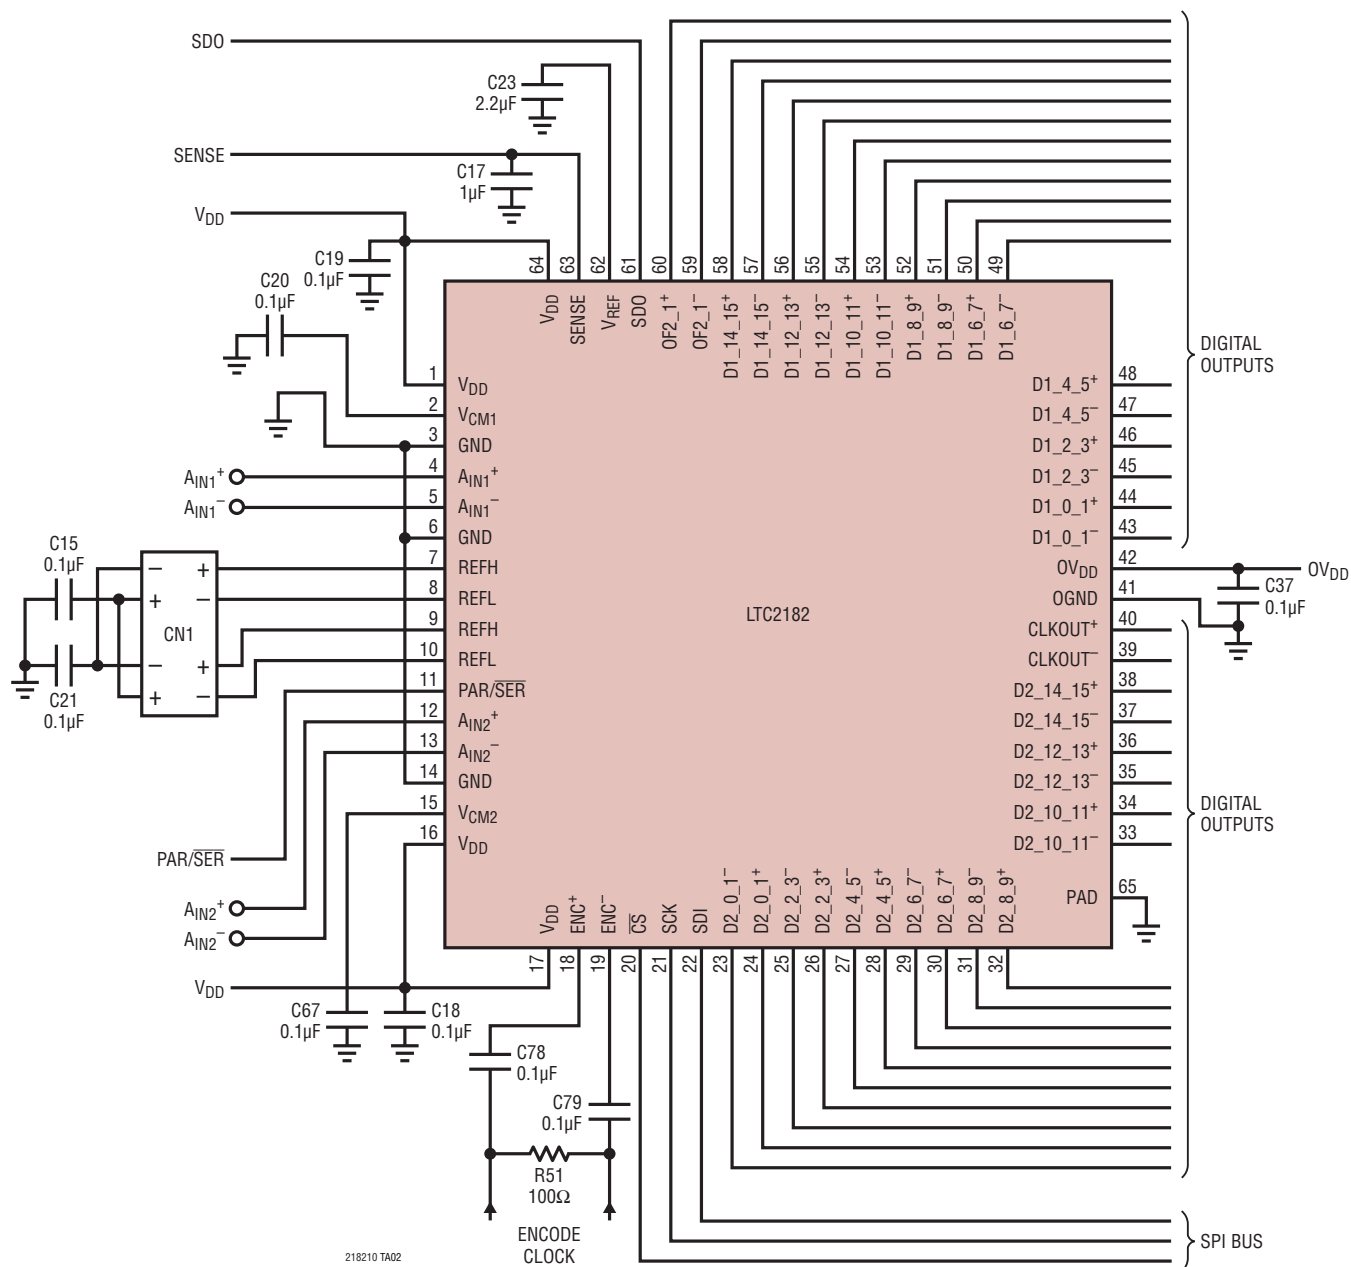 SDO
C23
2.2µF
SENSE
C17
1µF
VDD
C19
0.1µF
C20
0.1µF
64 63 62 61 60 59 58 57 56 55 54 53 52 51 50 49
VDD
SENSE
VREF
SDO
OF2_1+
OF2_1–
D1_14_15+
D1_14_15–
D1_12_13+
D1_12_13–
D1_10_11+
D1_10_11–
D1_8_9+
D1_8_9–
D1_6_7+
D1_6_7–
DIGITAL
OUTPUTS
1 VDD
2 VCM1
3 GND
4 AIN1+
5 AIN1–
6 GND
7 REFH
8 REFL
9 REFH
10 REFL
11 PAR/SER
12 AIN2+
13 AIN2–
14 GND
15 VCM2
16 VDD
AIN1+
AIN1–
C15
0.1µF
– +
+ –
CN1
– +
+ –
C21
0.1µF
LTC2182
D1_4_5+ 48
D1_4_5– 47
D1_2_3+ 46
D1_2_3– 45
D1_0_1+ 44
D1_0_1– 43
OVDD 42
OGND 41
CLKOUT+ 40
CLKOUT– 39
D2_14_15+ 38
D2_14_15– 37
D2_12_13+ 36
D2_12_13– 35
D2_10_11+ 34
D2_10_11– 33
PAD 65
OVDD
C37
0.1µF
DIGITAL
OUTPUTS
PAR/SER
AIN2+
AIN2–
VDD
VDD
ENC+
ENC–
CS
SCK
SDI
D2_0_1–
D2_0_1+
D2_2_3–
D2_2_3+
D2_4_5–
D2_4_5+
D2_6_7–
D2_6_7+
D2_8_9–
D2_8_9+
17 18 19 20 21 22 23 24 25 26 27 28 29 30 31 32
C67
0.1µF
C18
0.1µF
C78
0.1µF
C79
0.1µF
R51
100Ω
ENCODE
CLOCK
SPI BUS
218210 TA02